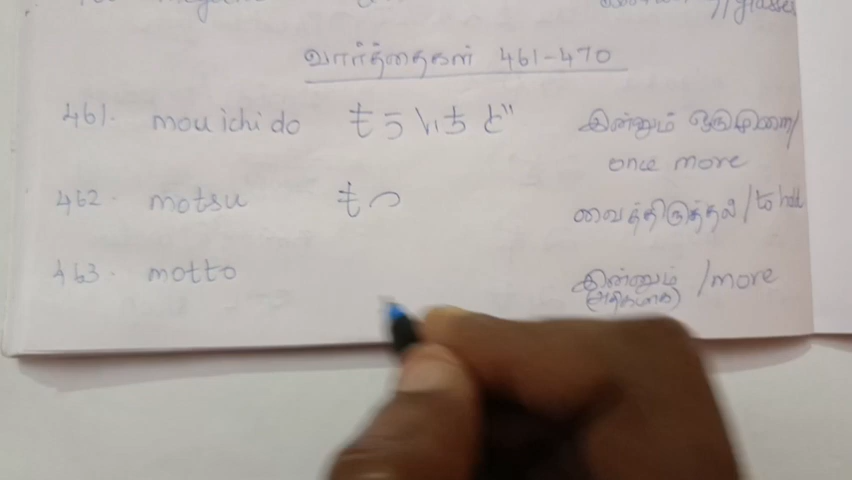 வார்த்தைகள் 461-470
461. mou ichi do もういちど இன்னும் ஒருமுறை/
once more
462. motsu もつ வைத்திருத்தல்/to hold
463. motto இன்னும் /more
(அதிகமாக)